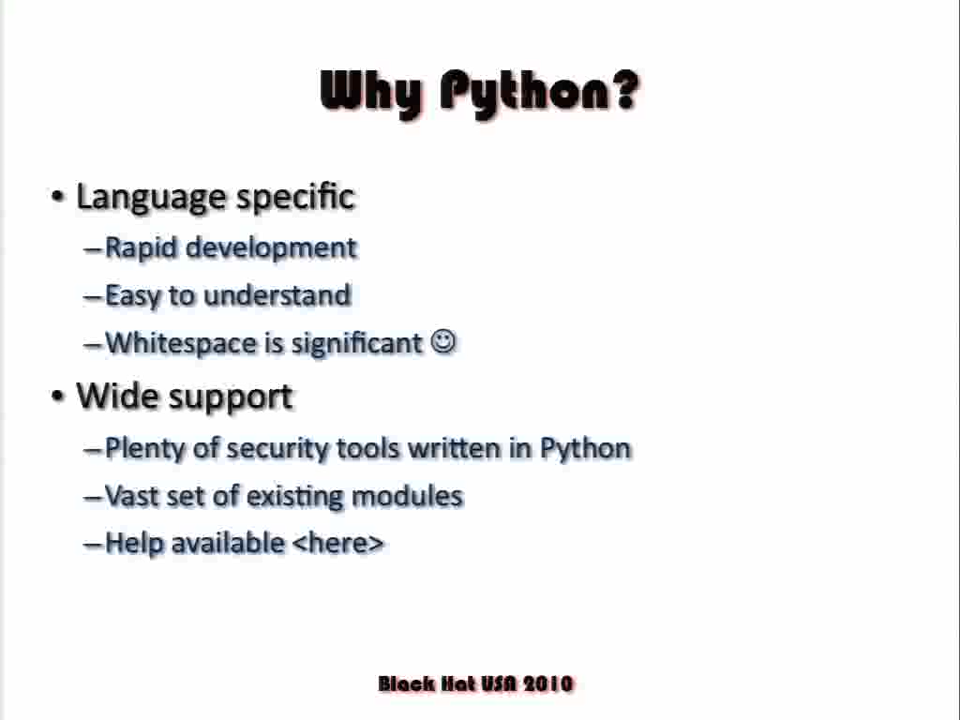 Why Python?
• Language specific
–Rapid development
–Easy to understand
–Whitespace is significant ☺
• Wide support
–Plenty of security tools written in Python
–Vast set of existing modules
–Help available <here>
Black Hat USA 2010